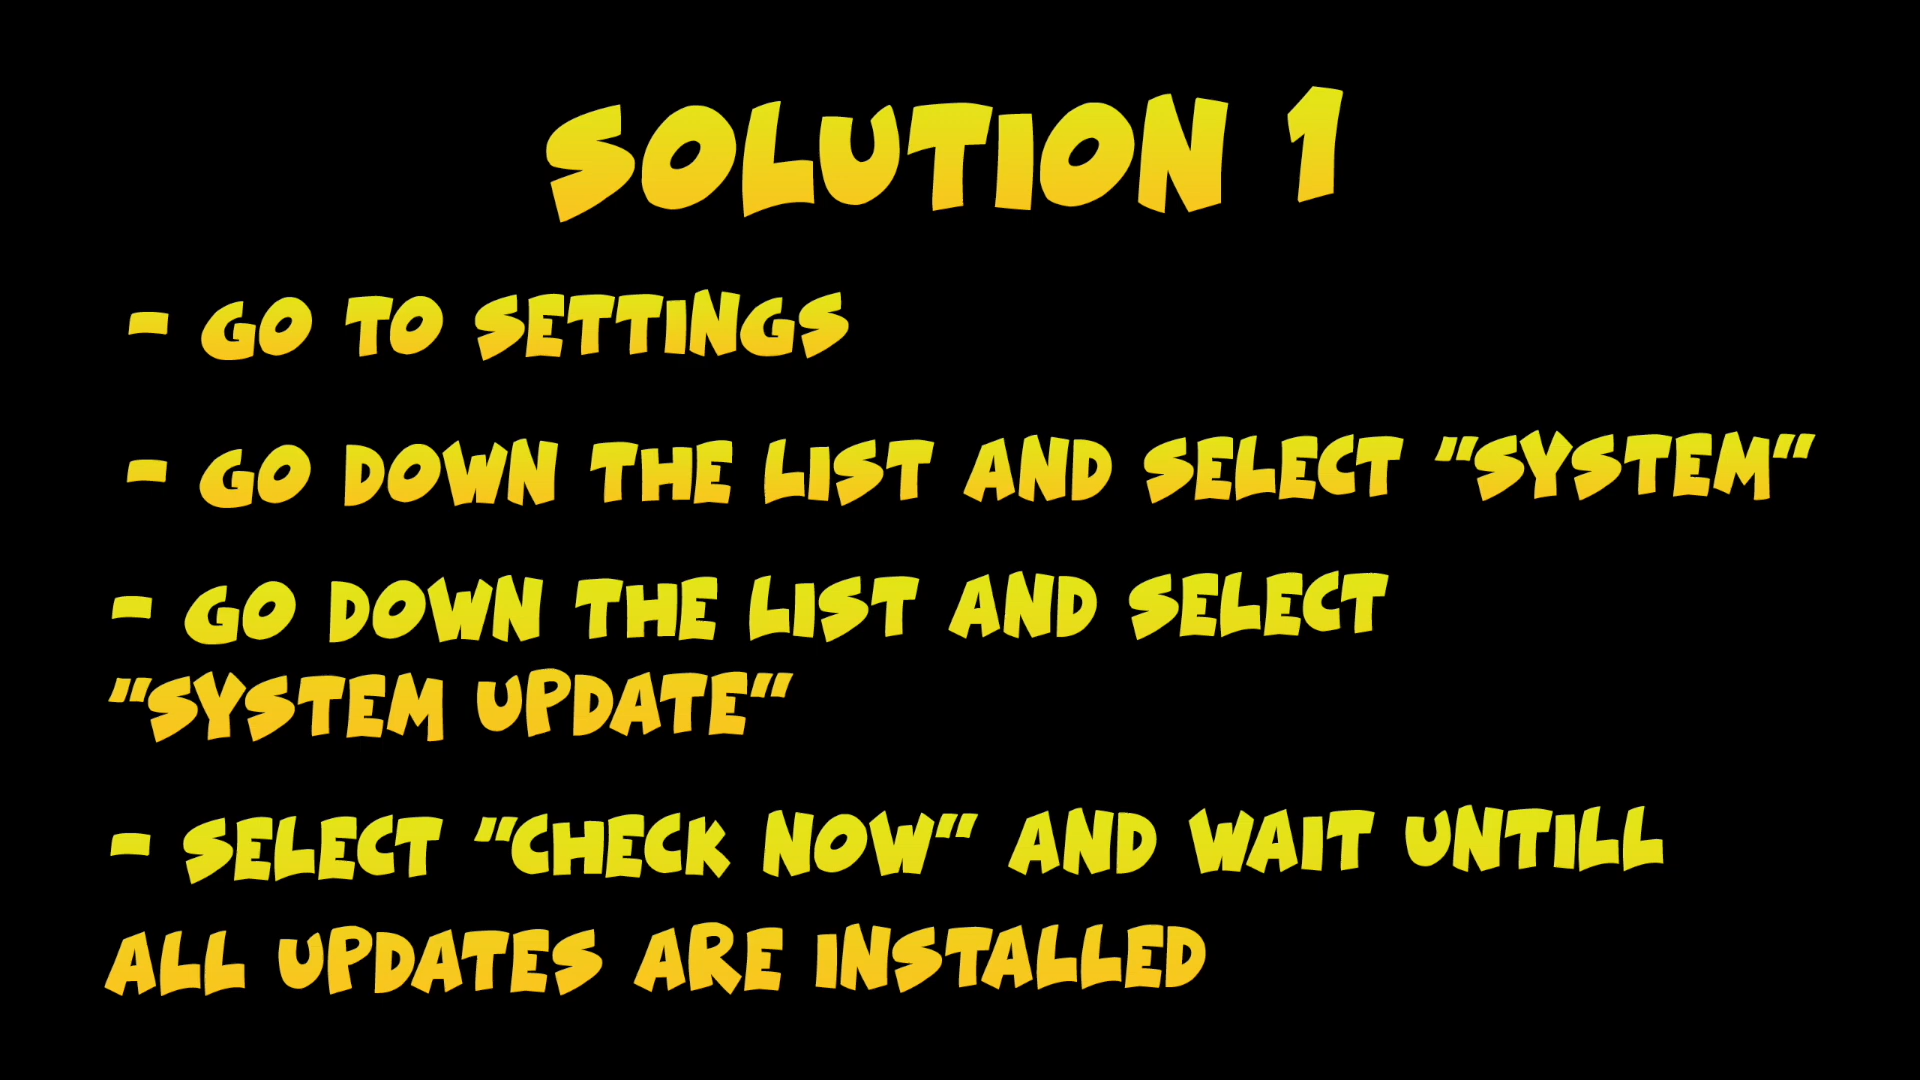 SOLUTION 1
- GO TO SETTINGS
- GO DOWN THE LIST AND SELECT "SYSTEM"
- GO DOWN THE LIST AND SELECT
"SYSTEM UPDATE"
- SELECT "CHECK NOW" AND WAIT UNTILL
ALL UPDATES ARE INSTALLED